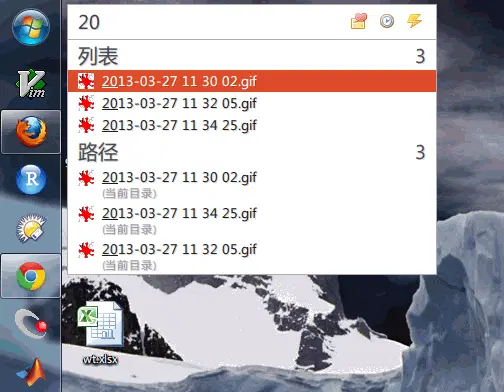 20
列表 3
2013-03-27 11 30 02.gif
2013-03-27 11 32 05.gif
2013-03-27 11 34 25.gif
路径 3
2013-03-27 11 30 02.gif
(当前目录)
2013-03-27 11 34 25.gif
(当前目录)
2013-03-27 11 32 05.gif
(当前目录)
Vim
R
wt.xlsx